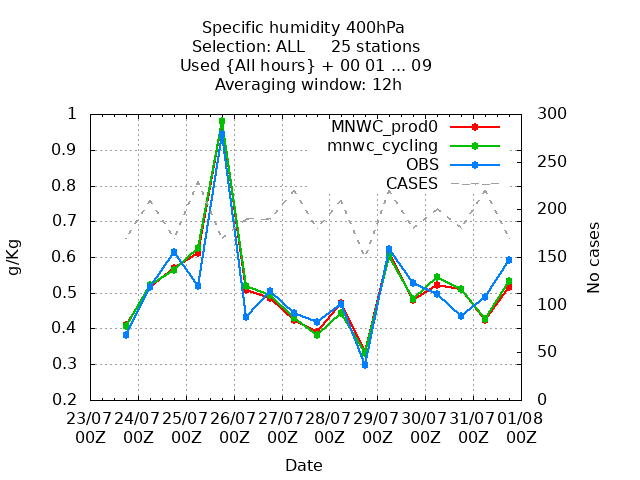 Specific humidity 400hPa
Selection: ALL     25 stations
Used {All hours} + 00 01 ... 09
Averaging window: 12h
MNWC_prod0
mnwc_cycling
OBS
CASES
1
0.9
0.8
0.7
0.6
0.5
0.4
0.3
0.2
g/Kg
300
250
200
150
100
50
0
No cases
23/07 24/07 25/07 26/07 27/07 28/07 29/07 30/07 31/07 01/08
00Z 00Z 00Z 00Z 00Z 00Z 00Z 00Z 00Z 00Z
Date